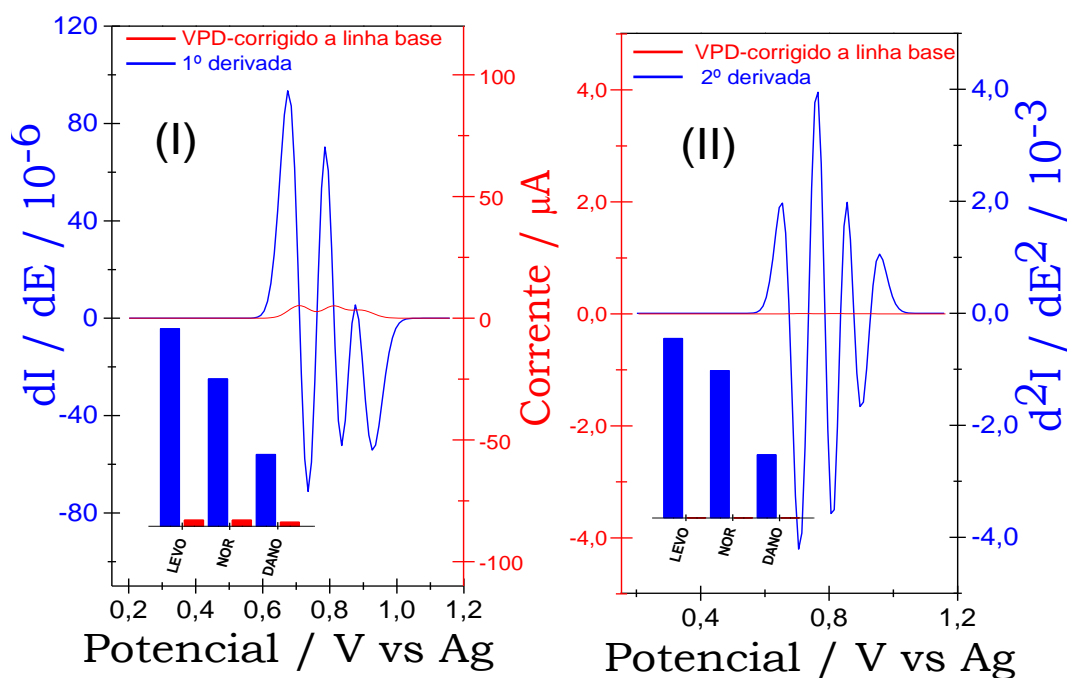 VPD-corrigido a linha base
1º derivada
(I)
dI / dE / 10^-6
120
80
40
0
-40
-80
100
50
0
-50
-100
Corrente / µA
LEVO
NOR
DANO
0,2
0,4
0,6
0,8
1,0
1,2
Potencial / V vs Ag
VPD-corrigido a linha base
2º derivada
(II)
4,0
2,0
0,0
-2,0
-4,0
4,0
2,0
0,0
-2,0
-4,0
d²I / dE² / 10^-3
LEVO
NOR
DANO
0,4
0,8
1,2
Potencial / V vs Ag